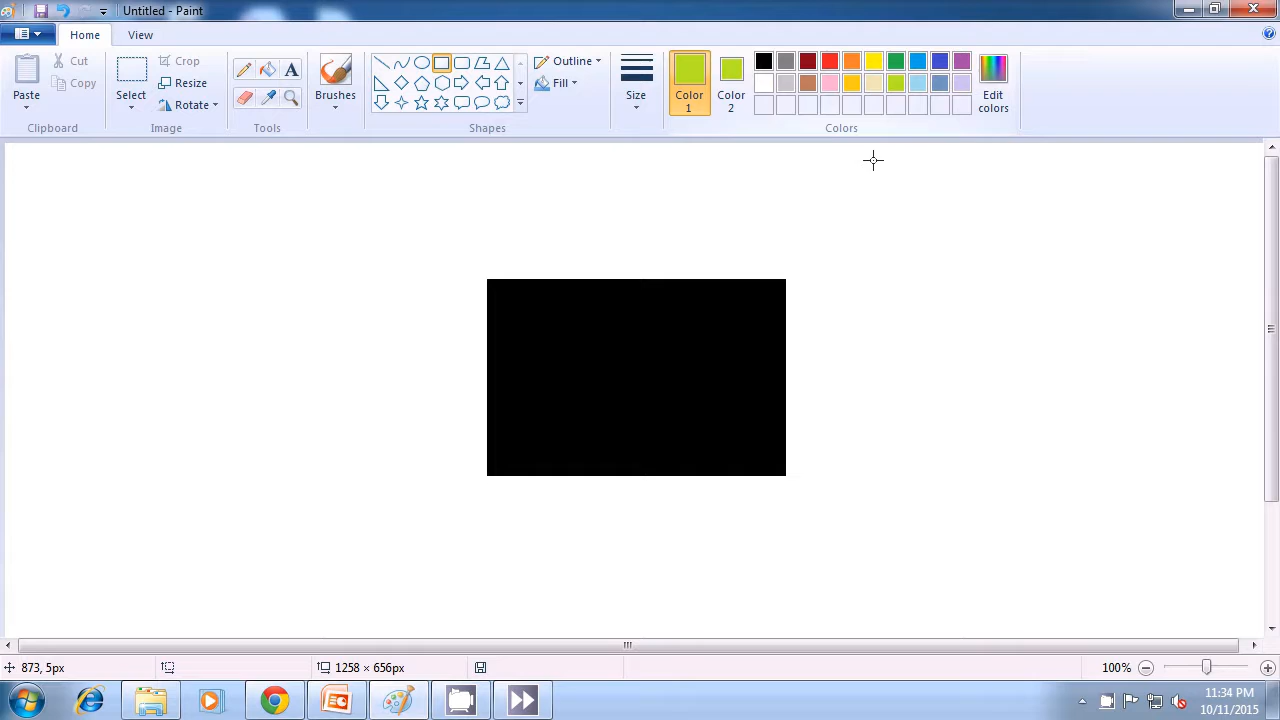 Untitled - Paint
Home View
Paste
Cut
Copy
Clipboard
Select
Crop
Resize
Rotate
Image
A
Tools
Brushes
Outline
Fill
Shapes
Size
Color 1
Color 2
Edit colors
Colors
873, 5px
1258 × 656px
100%
11:34 PM
10/11/2015